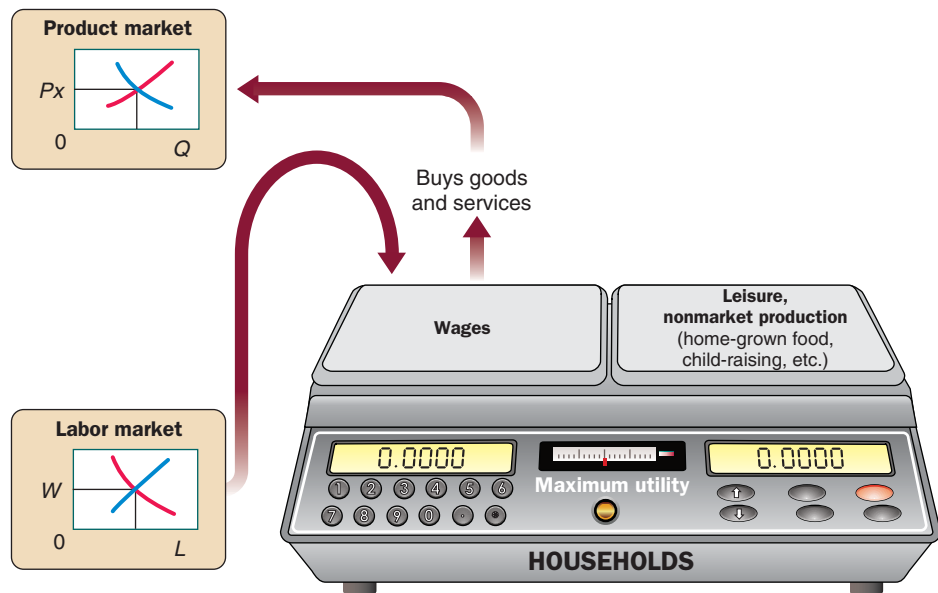 Product market
Px
0
Q
Buys goods
and services
Wages
Leisure,
nonmarket production
(home-grown food,
child-raising, etc.)
Labor market
W
0
L
0.0000
0.0000
1 2 3 4 5 6
7 8 9 0 .
Maximum utility
HOUSEHOLDS